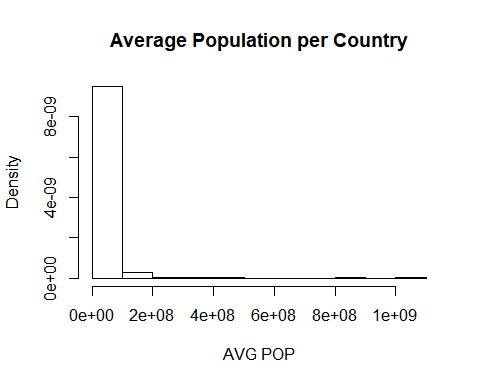 Average Population per Country
Density
8e-09
4e-09
0e+00
0e+00 2e+08 4e+08 6e+08 8e+08 1e+09
AVG POP